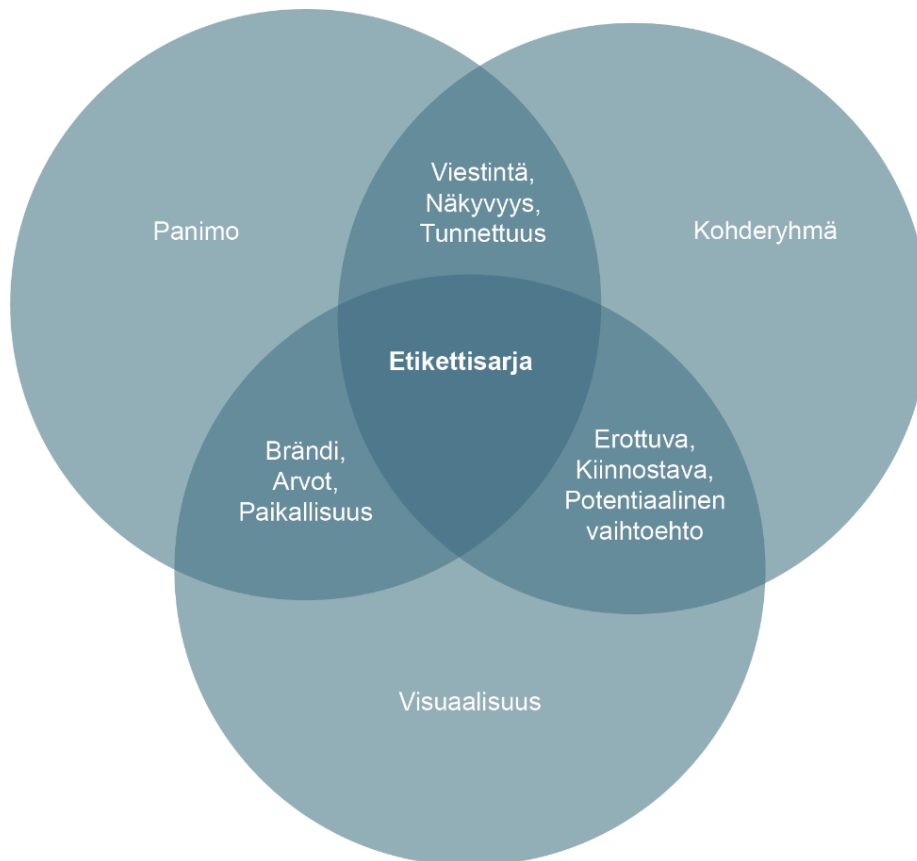 Panimo
Viestintä,
Näkyvyys,
Tunnettuus
Kohderyhmä
Etikettisarja
Brändi,
Arvot,
Paikallisuus
Erottuva,
Kiinnostava,
Potentiaalinen
vaihtoehto
Visuaalisuus